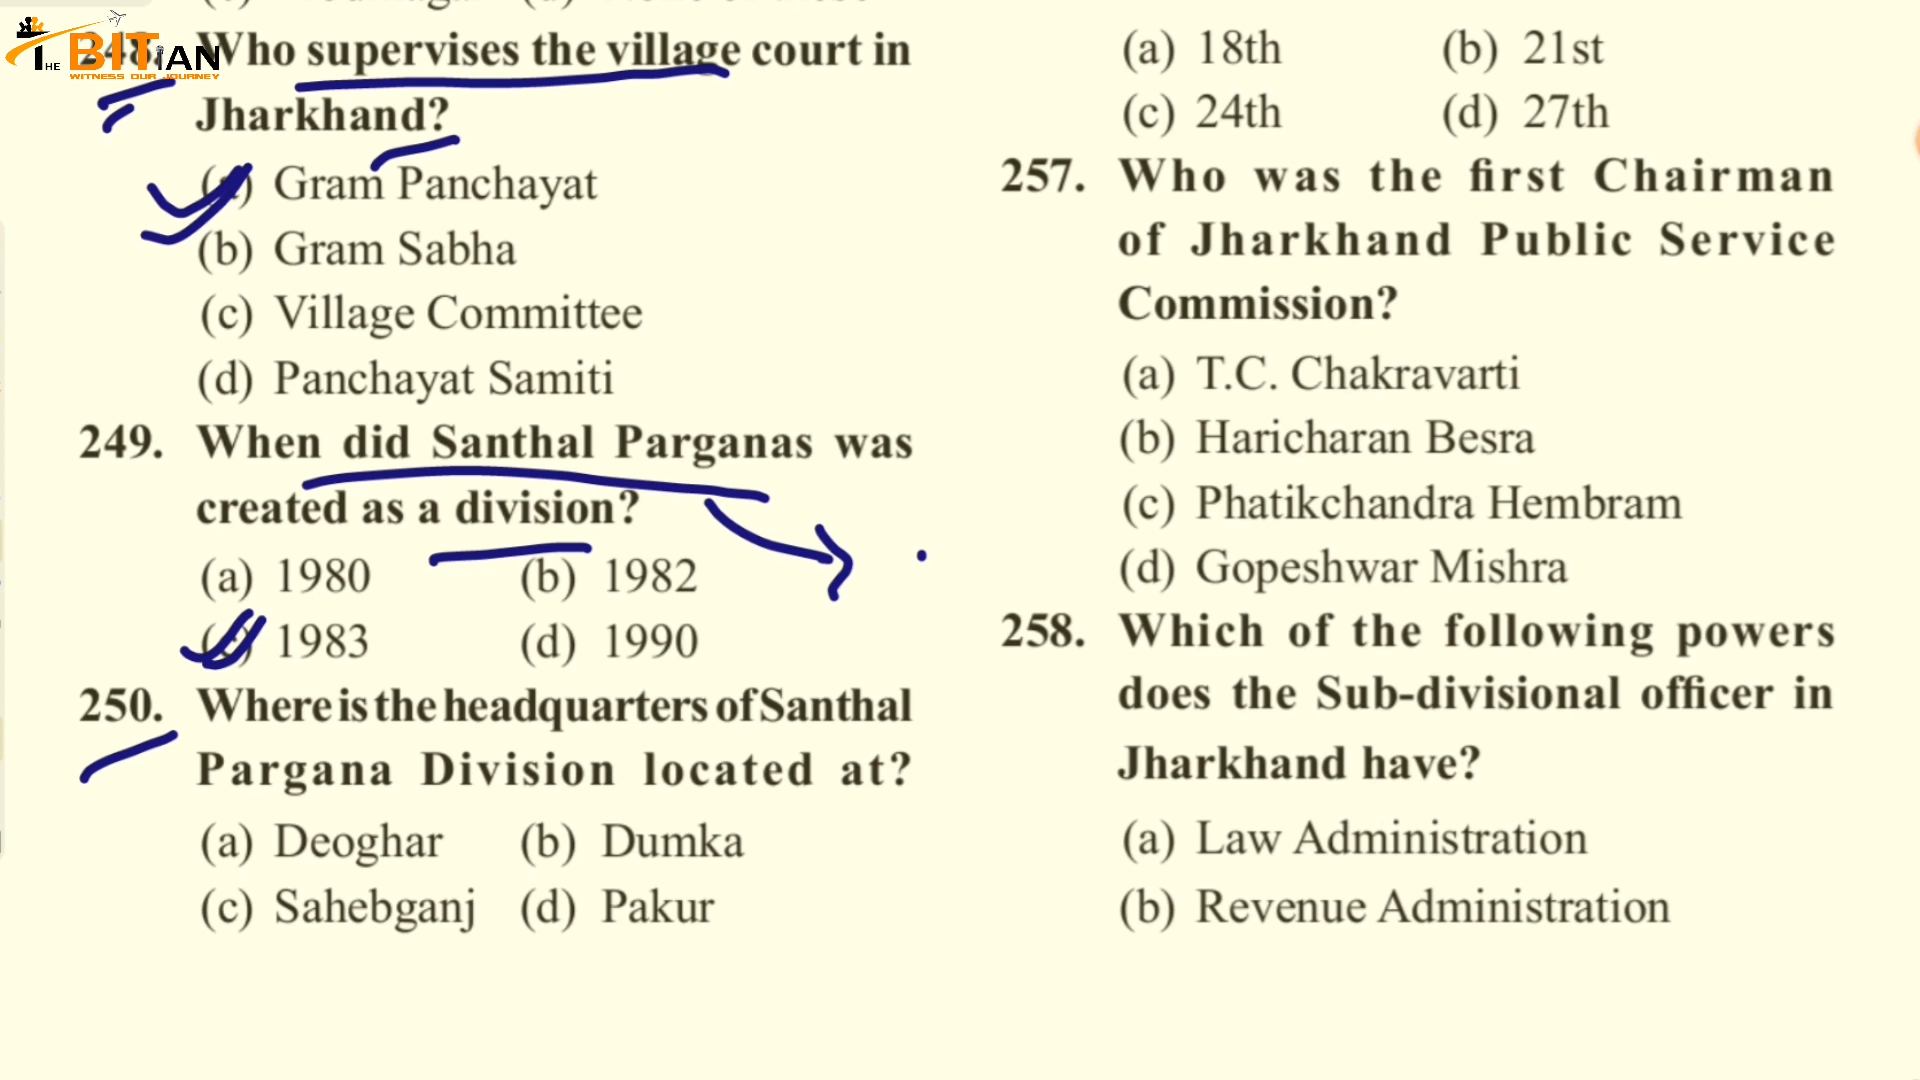 THE BITIAN
WITNESS OUR JOURNEY
248. Who supervises the village court in
Jharkhand?
(a) Gram Panchayat
(b) Gram Sabha
(c) Village Committee
(d) Panchayat Samiti
249. When did Santhal Parganas was
created as a division?
(a) 1980 (b) 1982
(c) 1983 (d) 1990
250. Where is the headquarters of Santhal
Pargana Division located at?
(a) Deoghar (b) Dumka
(c) Sahebganj (d) Pakur
(a) 18th (b) 21st
(c) 24th (d) 27th
257. Who was the first Chairman
of Jharkhand Public Service
Commission?
(a) T.C. Chakravarti
(b) Haricharan Besra
(c) Phatikchandra Hembram
(d) Gopeshwar Mishra
258. Which of the following powers
does the Sub-divisional officer in
Jharkhand have?
(a) Law Administration
(b) Revenue Administration